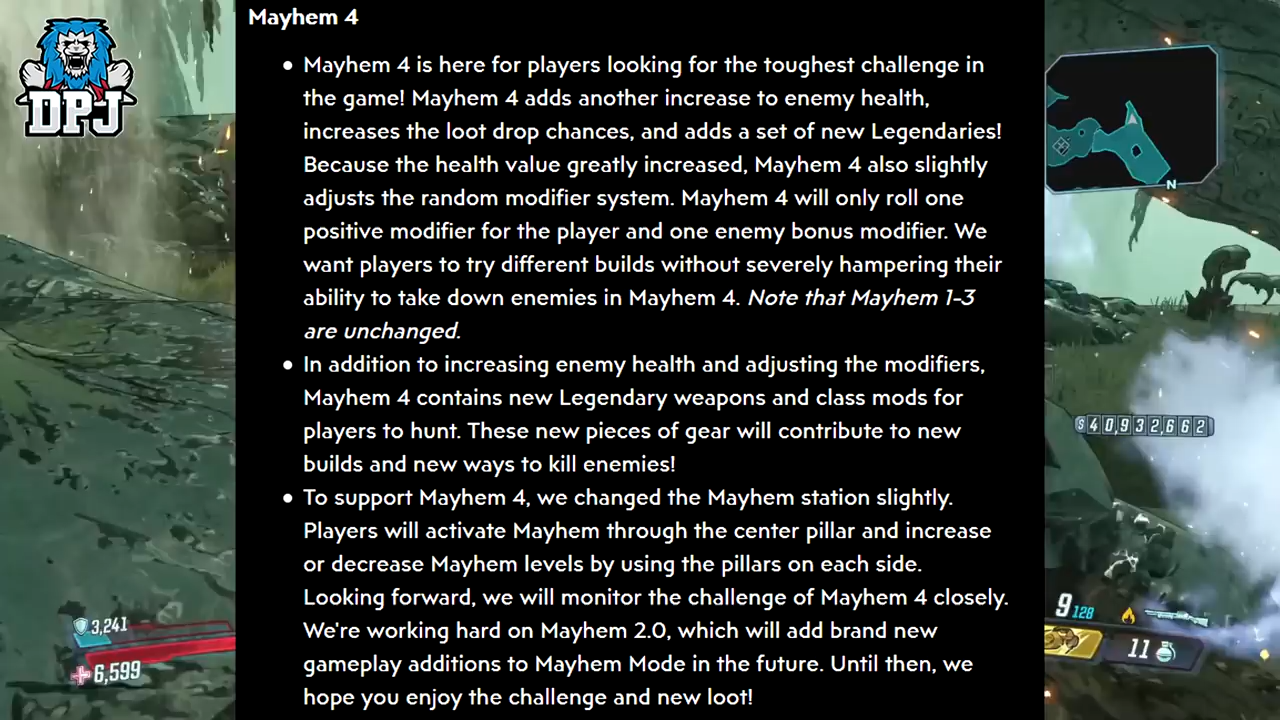 Mayhem 4
DPJ
• Mayhem 4 is here for players looking for the toughest challenge in
the game! Mayhem 4 adds another increase to enemy health,
increases the loot drop chances, and adds a set of new Legendaries!
Because the health value greatly increased, Mayhem 4 also slightly
adjusts the random modifier system. Mayhem 4 will only roll one
positive modifier for the player and one enemy bonus modifier. We
want players to try different builds without severely hampering their
ability to take down enemies in Mayhem 4. Note that Mayhem 1-3
are unchanged.
• In addition to increasing enemy health and adjusting the modifiers,
Mayhem 4 contains new Legendary weapons and class mods for
players to hunt. These new pieces of gear will contribute to new
builds and new ways to kill enemies!
• To support Mayhem 4, we changed the Mayhem station slightly.
Players will activate Mayhem through the center pillar and increase
or decrease Mayhem levels by using the pillars on each side.
Looking forward, we will monitor the challenge of Mayhem 4 closely.
We're working hard on Mayhem 2.0, which will add brand new
gameplay additions to Mayhem Mode in the future. Until then, we
hope you enjoy the challenge and new loot!
N
$40,932,662
9 128
11
3,241
6,599